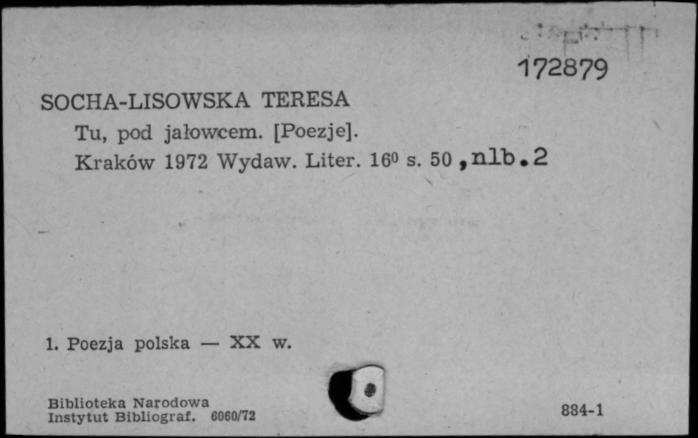 172879
SOCHA-LISOWSKA TERESA
Tu, pod jałowcem. [Poezje].
Kraków 1972 Wydaw. Liter. 16⁰ s. 50, nlb. 2
1. Poezja polska — XX w.
Biblioteka Narodowa
Instytut Bibliograf. 6060/72
884-1